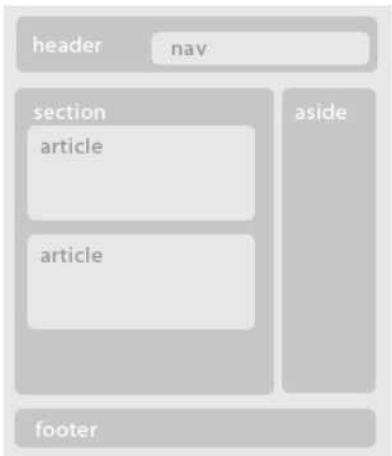 header nav
section
aside
article
article
footer